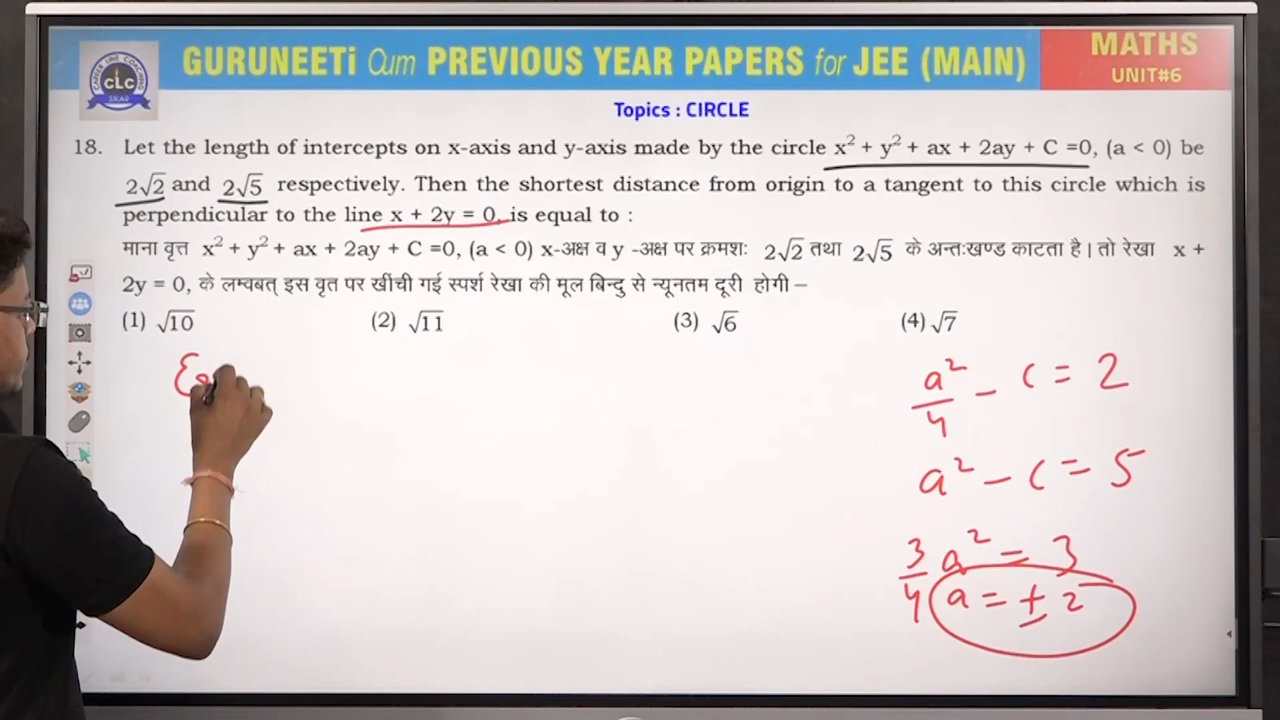 GURUNEETi Cum PREVIOUS YEAR PAPERS for JEE (MAIN)
MATHS
UNIT#6
CLC
SIKAR
Topics : CIRCLE
18. Let the length of intercepts on x-axis and y-axis made by the circle x² + y² + ax + 2ay + C =0, (a < 0) be
2√2 and 2√5 respectively. Then the shortest distance from origin to a tangent to this circle which is
perpendicular to the line x + 2y = 0, is equal to :
माना वृत्त x² + y² + ax + 2ay + C =0, (a < 0) x-अक्ष व y -अक्ष पर क्रमशः 2√2 तथा 2√5 के अन्तःखण्ड काटता है। तो रेखा x +
2y = 0, के लम्बवत् इस वृत पर खींची गई स्पर्श रेखा की मूल बिन्दु से न्यूनतम दूरी होगी –
(1) √10 (2) √11 (3) √6 (4) √7
a²/4 - c = 2
a² - c = 5
3/4 a² = 3
a = ± 2